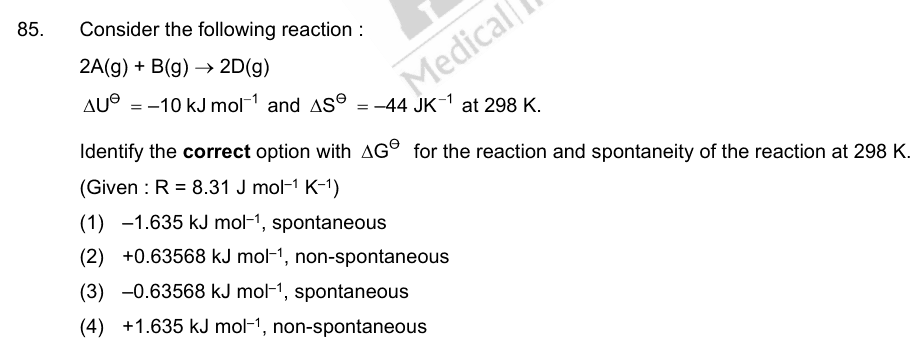 Medical
85. Consider the following reaction :
2A(g) + B(g) → 2D(g)
ΔU⊖ = –10 kJ mol⁻¹ and ΔS⊖ = –44 JK⁻¹ at 298 K.
Identify the correct option with ΔG⊖ for the reaction and spontaneity of the reaction at 298 K.
(Given : R = 8.31 J mol⁻¹ K⁻¹)
(1) –1.635 kJ mol⁻¹, spontaneous
(2) +0.63568 kJ mol⁻¹, non-spontaneous
(3) –0.63568 kJ mol⁻¹, spontaneous
(4) +1.635 kJ mol⁻¹, non-spontaneous